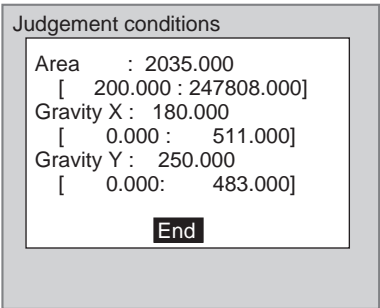 Judgement conditions
Area : 2035.000
[ 200.000 : 247808.000]
Gravity X : 180.000
[ 0.000 : 511.000]
Gravity Y : 250.000
[ 0.000: 483.000]
End